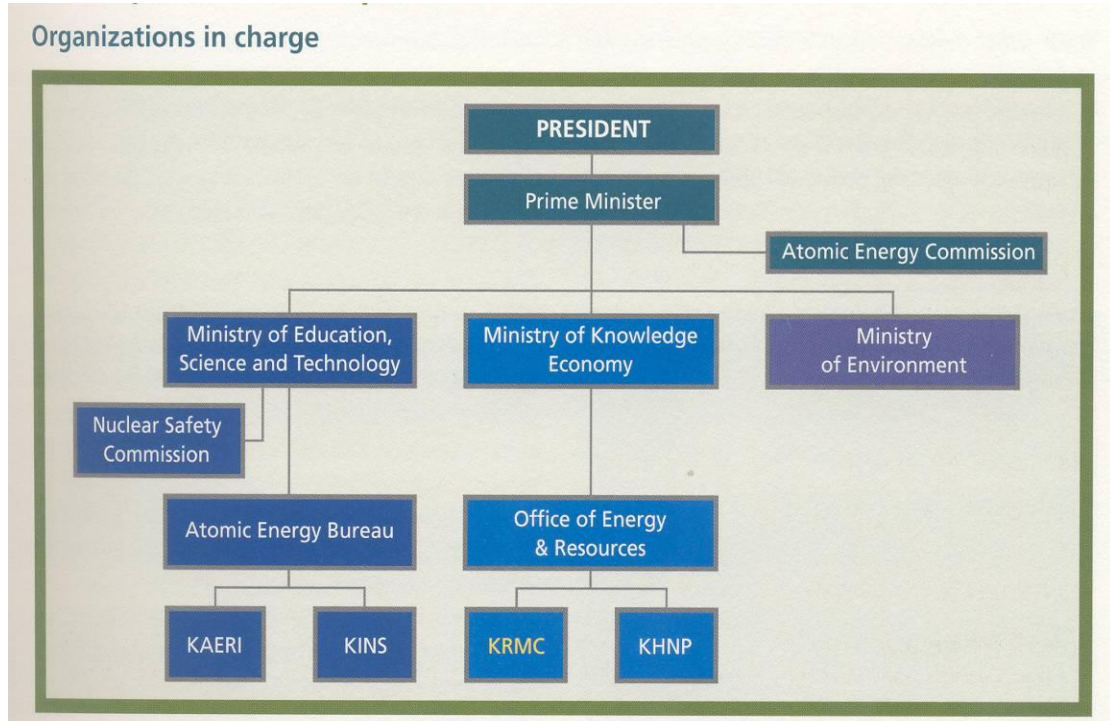 Organizations in charge
PRESIDENT
Prime Minister
Atomic Energy Commission
Ministry of Education,
Science and Technology
Ministry of Knowledge
Economy
Ministry
of Environment
Nuclear Safety
Commission
Atomic Energy Bureau
Office of Energy
& Resources
KAERI
KINS
KRMC
KHNP